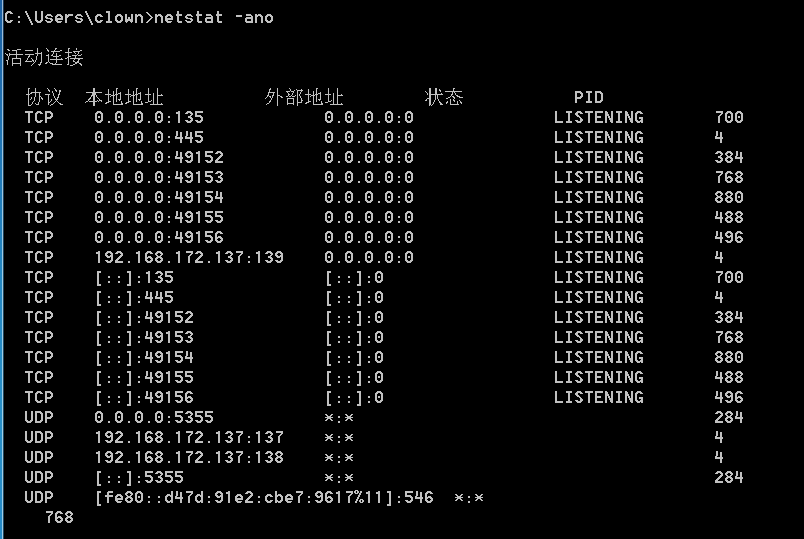 C:\Users\clown>netstat -ano
活动连接
协议 本地地址 外部地址 状态 PID
TCP 0.0.0.0:135 0.0.0.0:0 LISTENING 700
TCP 0.0.0.0:445 0.0.0.0:0 LISTENING 4
TCP 0.0.0.0:49152 0.0.0.0:0 LISTENING 384
TCP 0.0.0.0:49153 0.0.0.0:0 LISTENING 768
TCP 0.0.0.0:49154 0.0.0.0:0 LISTENING 880
TCP 0.0.0.0:49155 0.0.0.0:0 LISTENING 488
TCP 0.0.0.0:49156 0.0.0.0:0 LISTENING 496
TCP 192.168.172.137:139 0.0.0.0:0 LISTENING 4
TCP [::]:135 [::]:0 LISTENING 700
TCP [::]:445 [::]:0 LISTENING 4
TCP [::]:49152 [::]:0 LISTENING 384
TCP [::]:49153 [::]:0 LISTENING 768
TCP [::]:49154 [::]:0 LISTENING 880
TCP [::]:49155 [::]:0 LISTENING 488
TCP [::]:49156 [::]:0 LISTENING 496
UDP 0.0.0.0:5355 *:* 284
UDP 192.168.172.137:137 *:* 4
UDP 192.168.172.137:138 *:* 4
UDP [::]:5355 *:* 284
UDP [fe80::d47d:91e2:cbe7:9617%11]:546 *:*
768